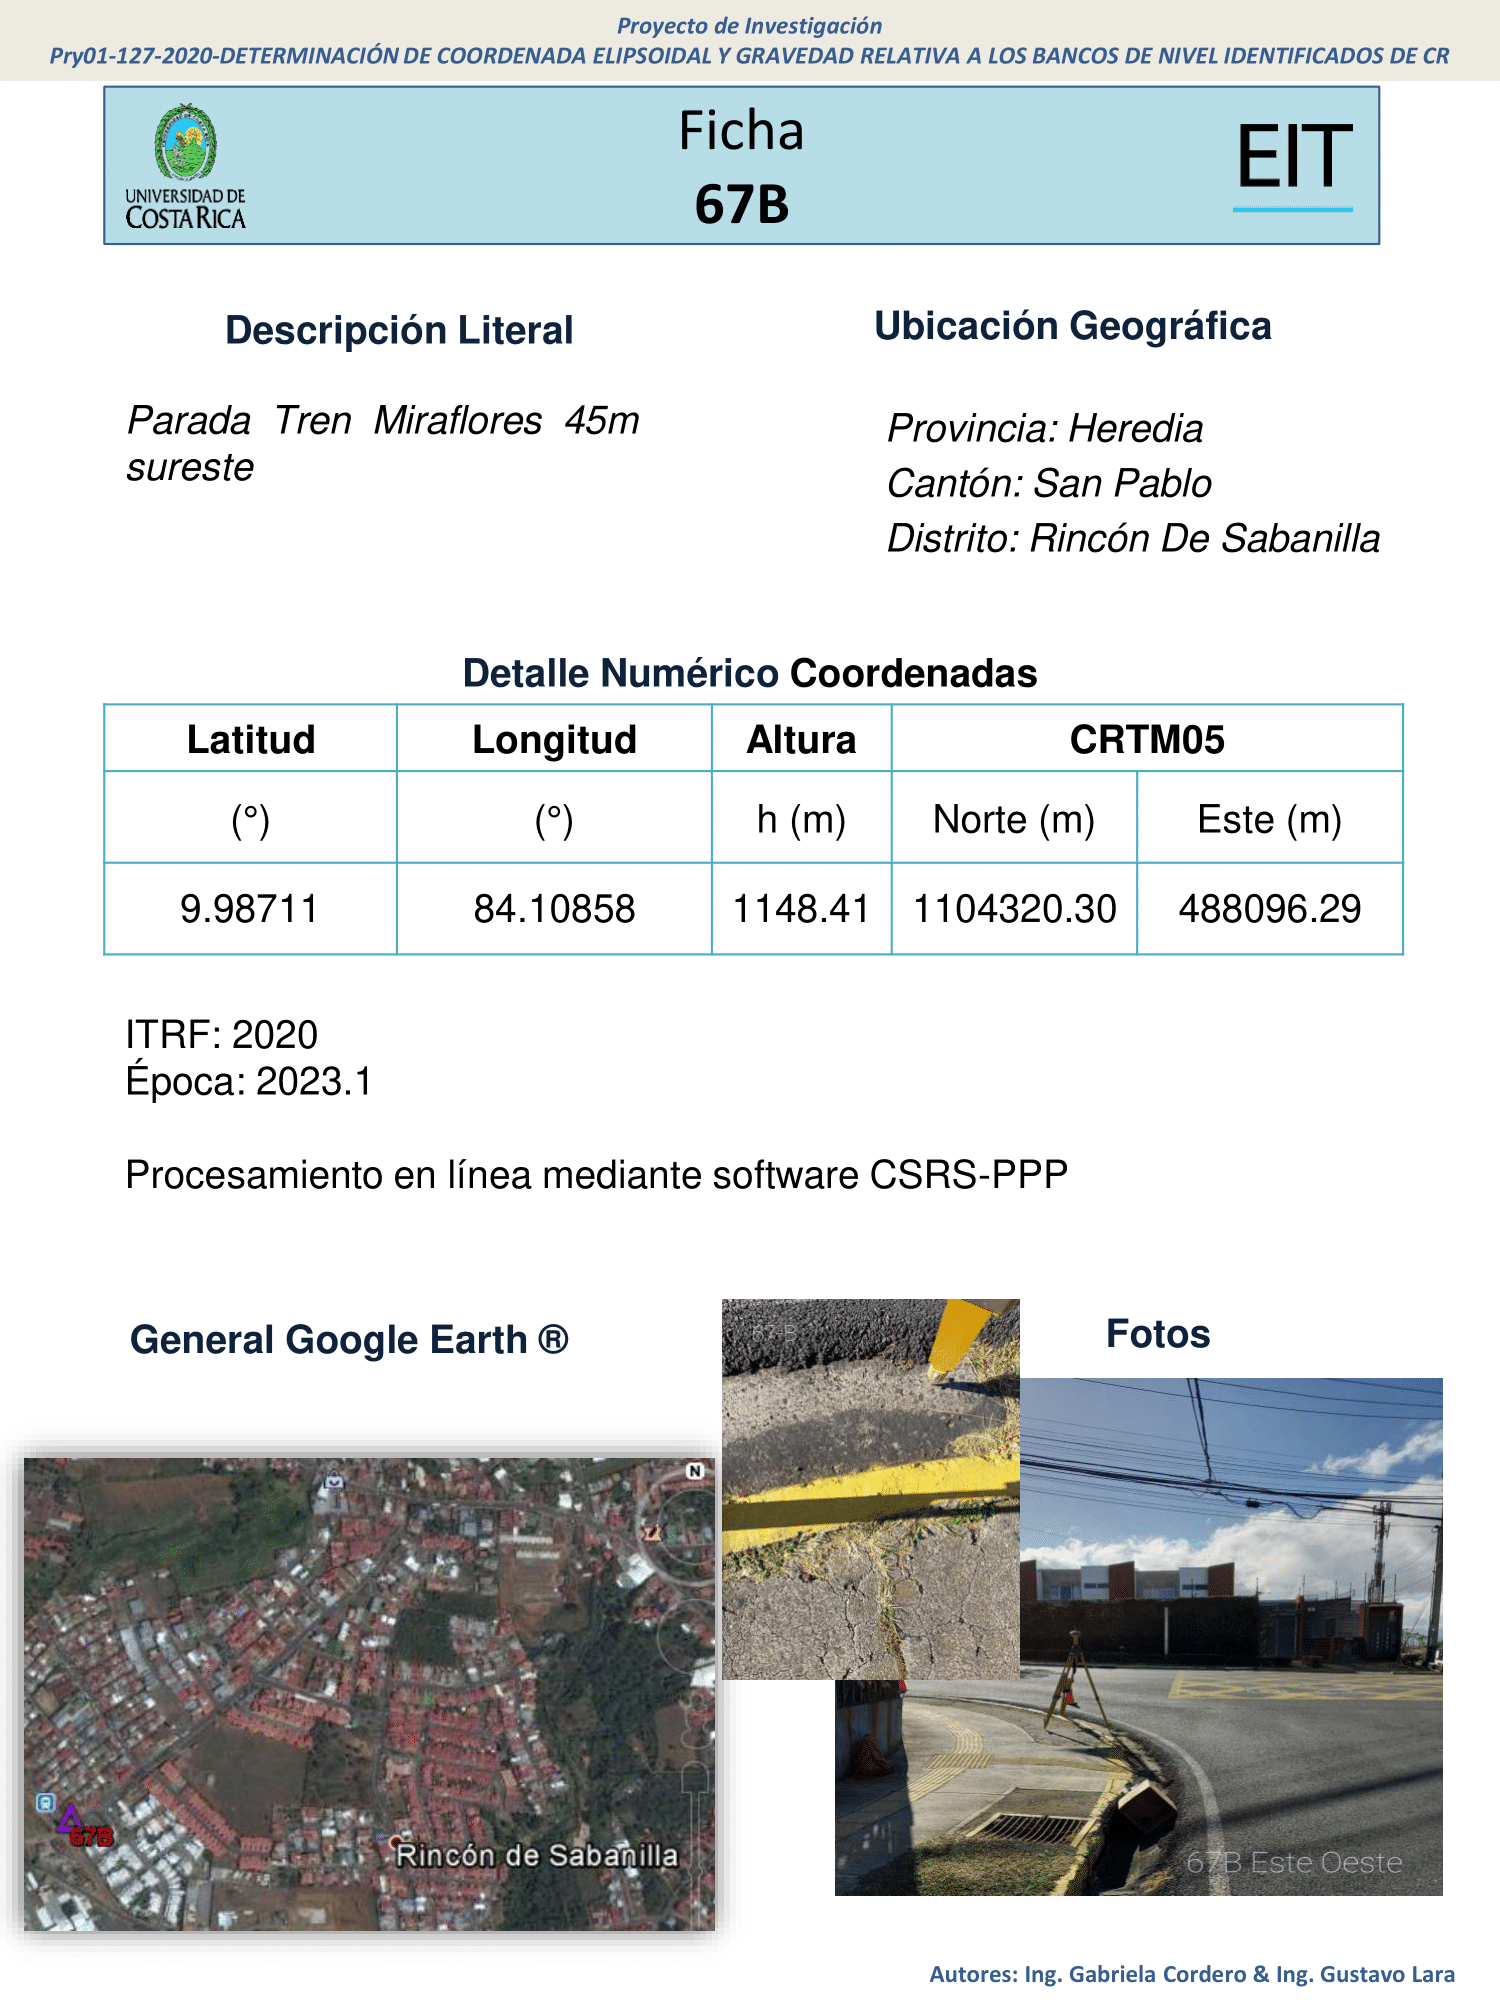 Proyecto de Investigación
Pry01-127-2020-DETERMINACIÓN DE COORDENADA ELIPSOIDAL Y GRAVEDAD RELATIVA A LOS BANCOS DE NIVEL IDENTIFICADOS DE CR
UNIVERSIDAD DE
COSTA RICA
Ficha
67B
EIT
Descripción Literal
Parada Tren Miraflores 45m
sureste
Ubicación Geográfica
Provincia: Heredia
Cantón: San Pablo
Distrito: Rincón De Sabanilla
Detalle Numérico Coordenadas
Latitud Longitud Altura CRTM05
(°) (°) h (m) Norte (m) Este (m)
9.98711 84.10858 1148.41 1104320.30 488096.29
ITRF: 2020
Época: 2023.1
Procesamiento en línea mediante software CSRS-PPP
General Google Earth ®
Fotos
67-B
N
67B
Rincón de Sabanilla
67B Este Oeste
Autores: Ing. Gabriela Cordero & Ing. Gustavo Lara